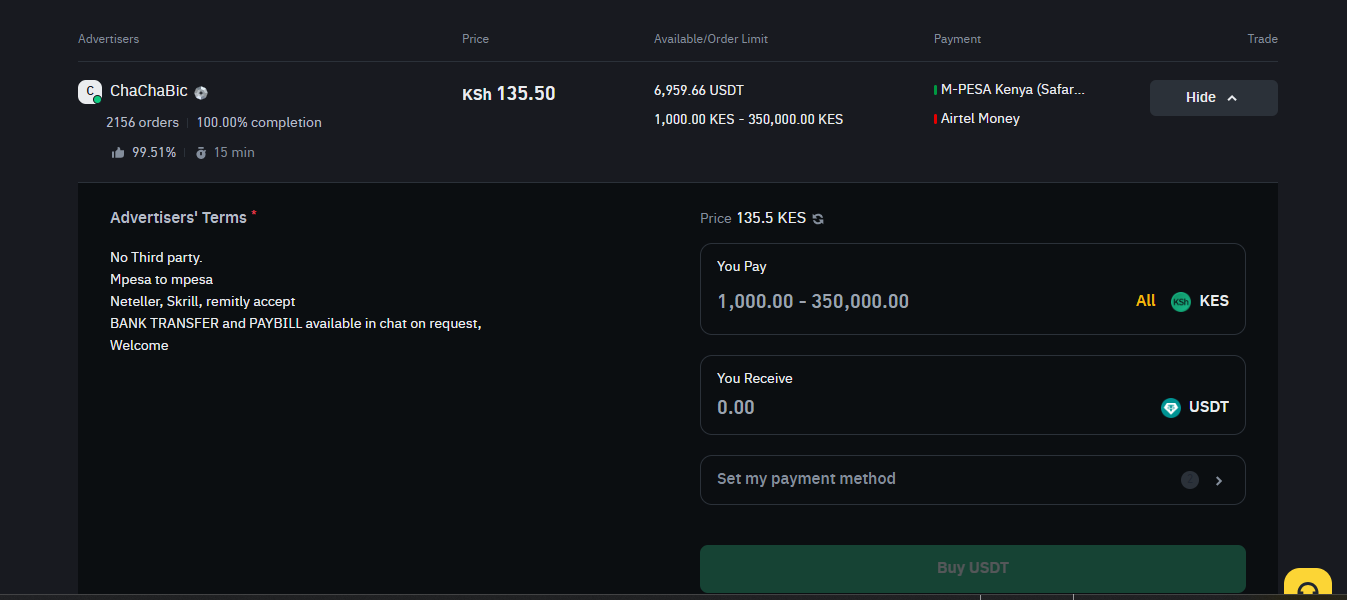 Advertisers Price Available/Order Limit Payment Trade
C ChaChaBic KSh 135.50 6,959.66 USDT M-PESA Kenya (Safar... Hide
2156 orders 100.00% completion 1,000.00 KES - 350,000.00 KES Airtel Money
99.51% 15 min
Advertisers' Terms *
No Third party.
Mpesa to mpesa
Neteller, Skrill, remitly accept
BANK TRANSFER and PAYBILL available in chat on request,
Welcome
Price 135.5 KES
You Pay
1,000.00 - 350,000.00 All KSh KES
You Receive
0.00 USDT
Set my payment method
Buy USDT